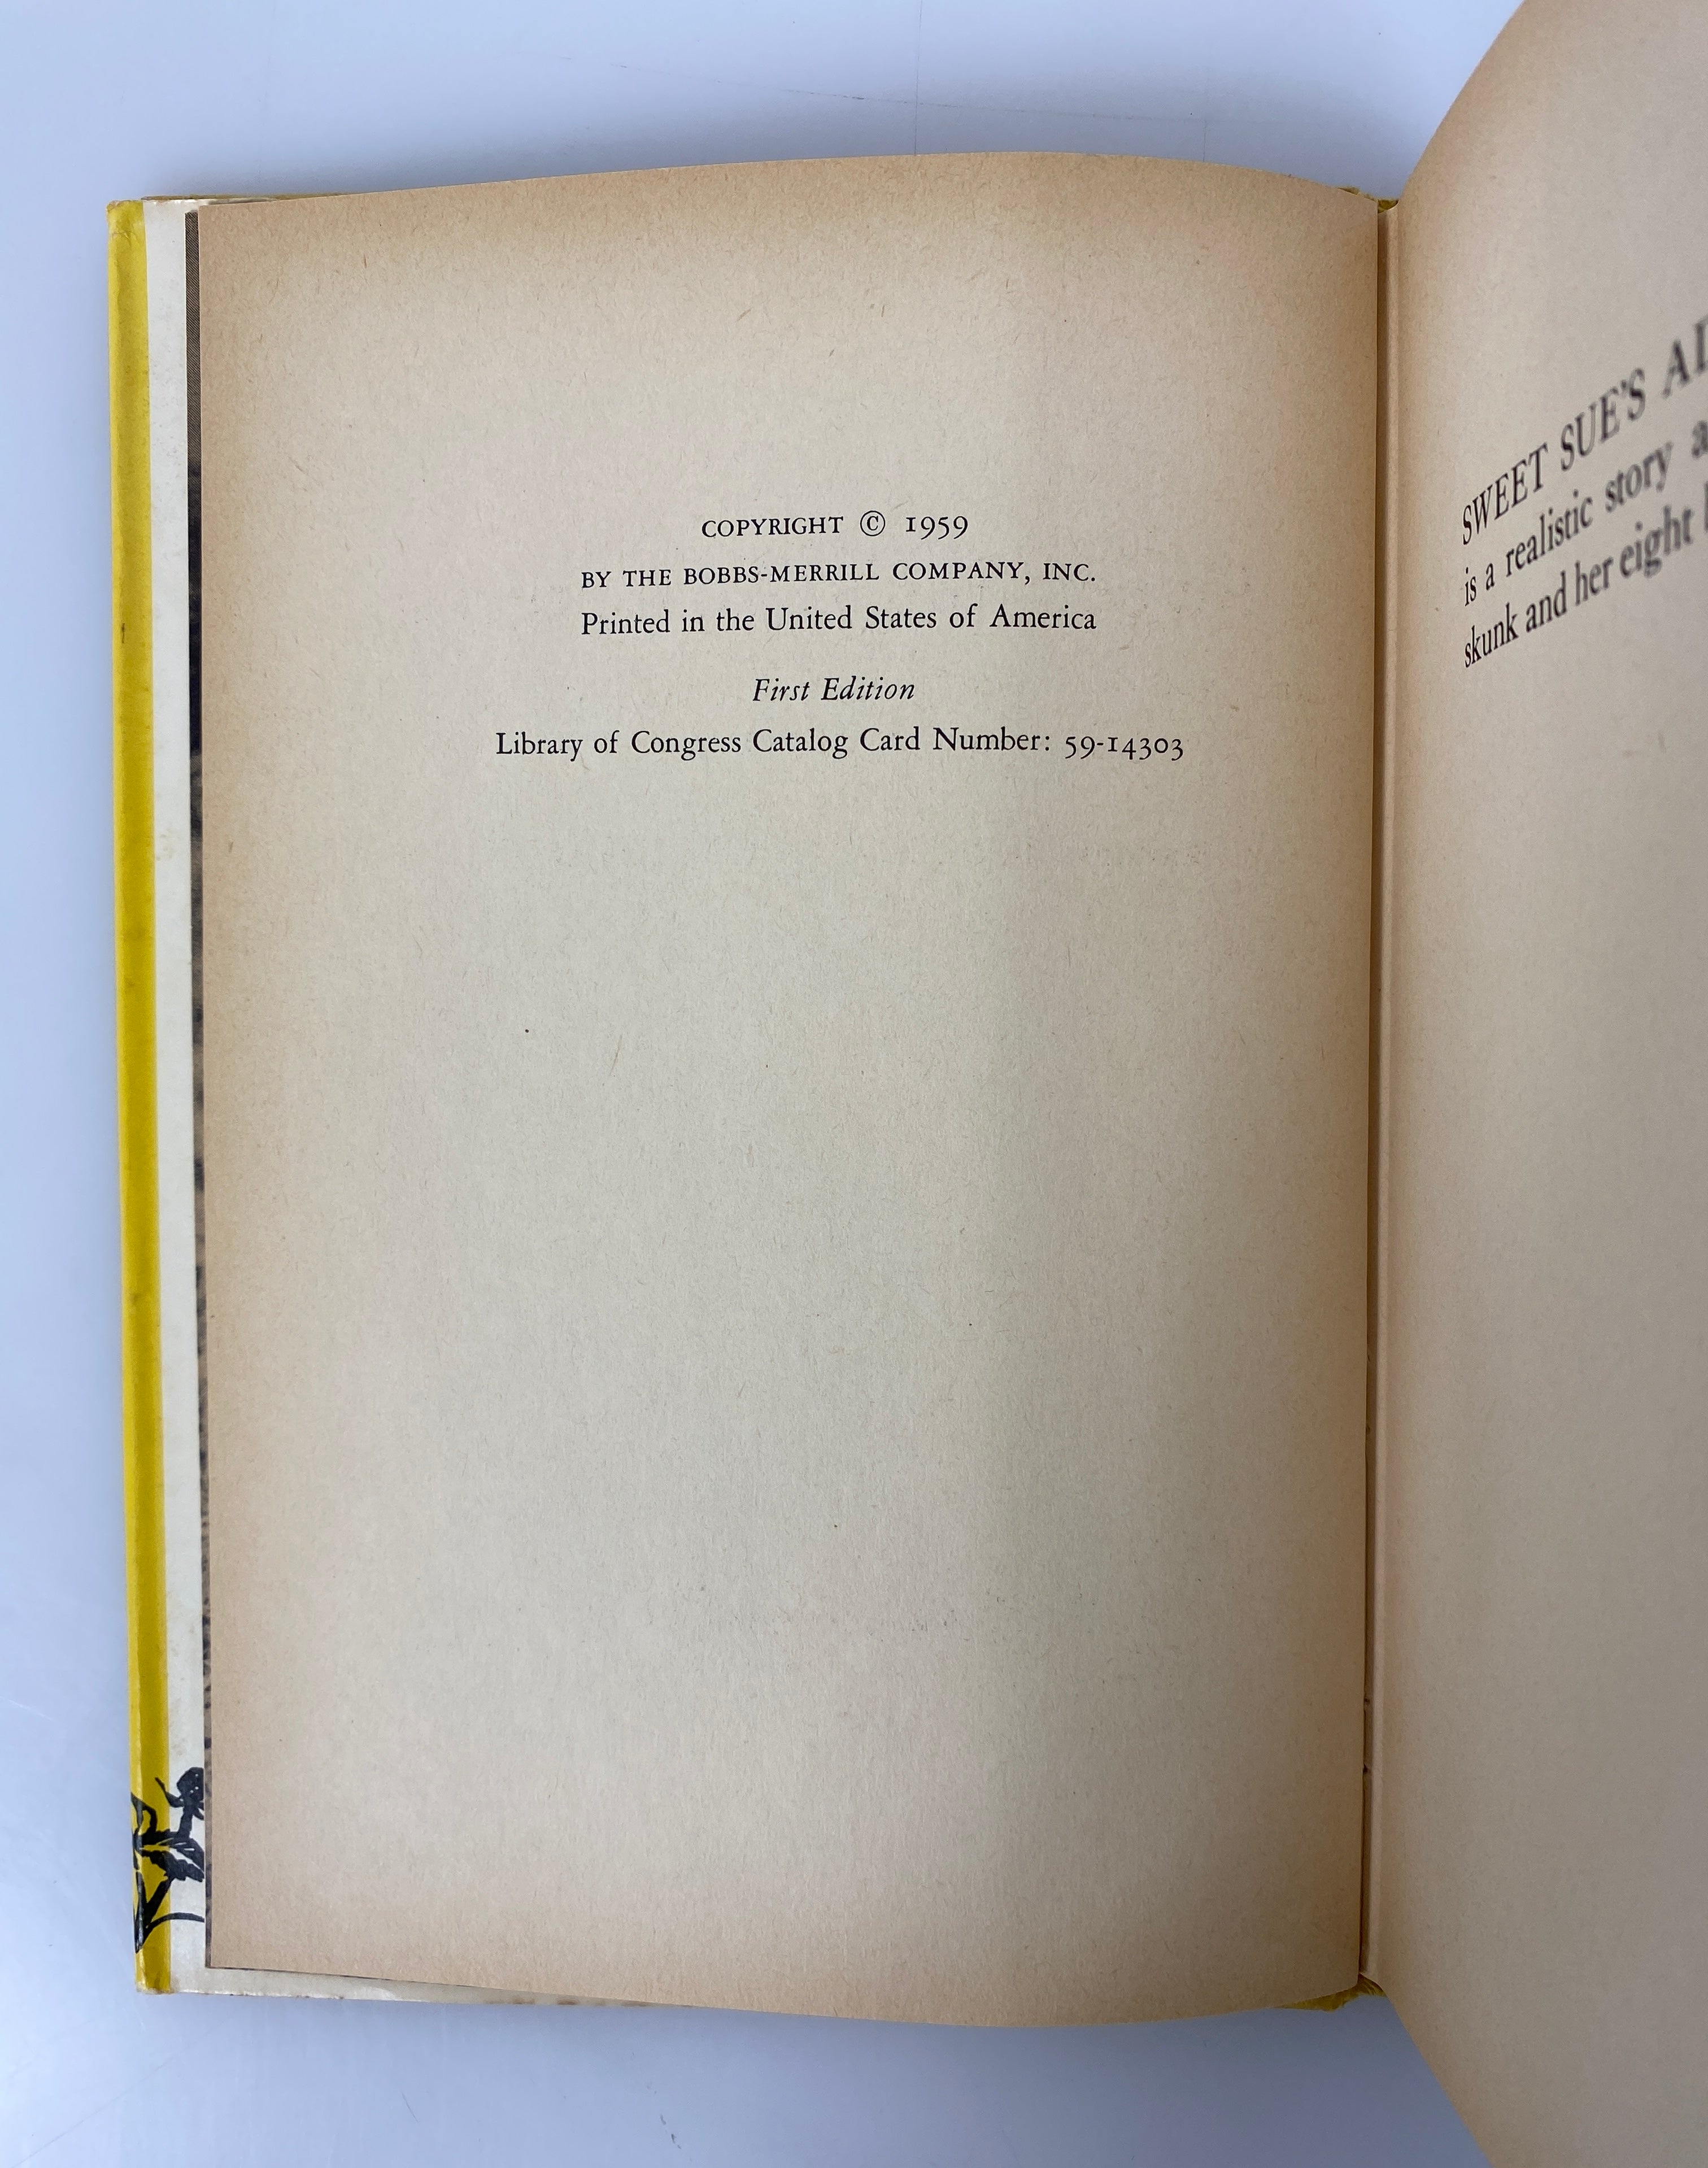 COPYRIGHT © 1959
BY THE BOBBS-MERRILL COMPANY, INC.
Printed in the United States of America
First Edition
Library of Congress Catalog Card Number: 59-14303
SWEET SUE'S
is a realistic story
skunk and her eight